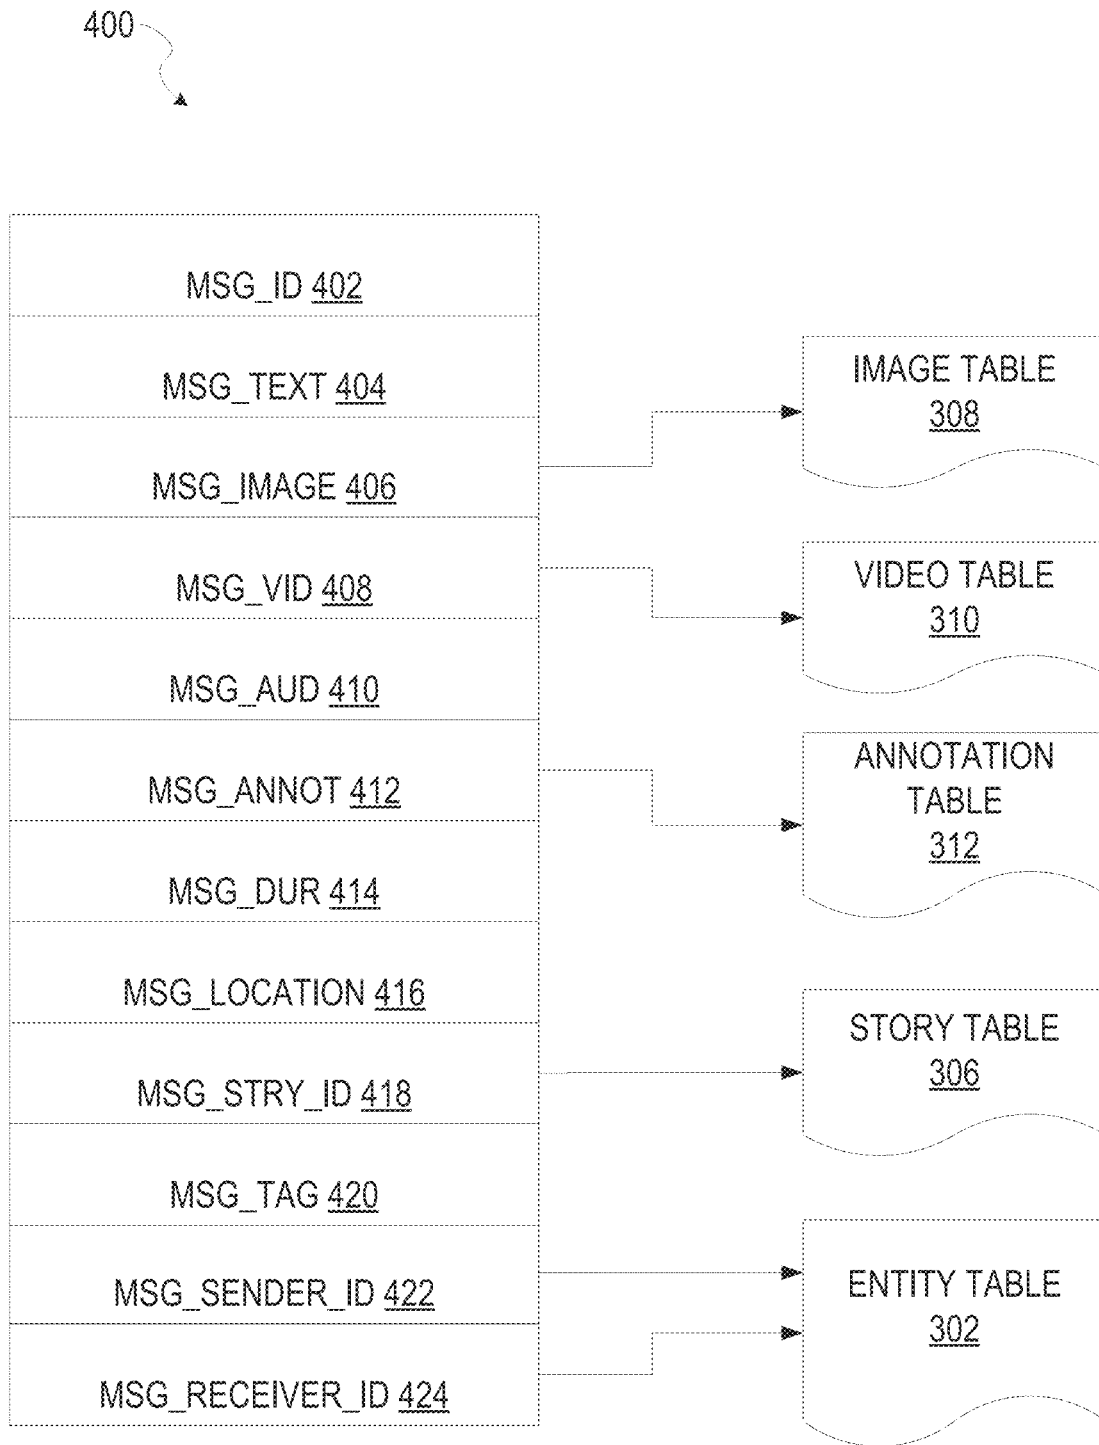 400
MSG_ID 402
MSG_TEXT 404
MSG_IMAGE 406
MSG_VID 408
MSG_AUD 410
MSG_ANNOT 412
MSG_DUR 414
MSG_LOCATION 416
MSG_STRY_ID 418
MSG_TAG 420
MSG_SENDER_ID 422
MSG_RECEIVER_ID 424
IMAGE TABLE
308
VIDEO TABLE
310
ANNOTATION
TABLE
312
STORY TABLE
306
ENTITY TABLE
302